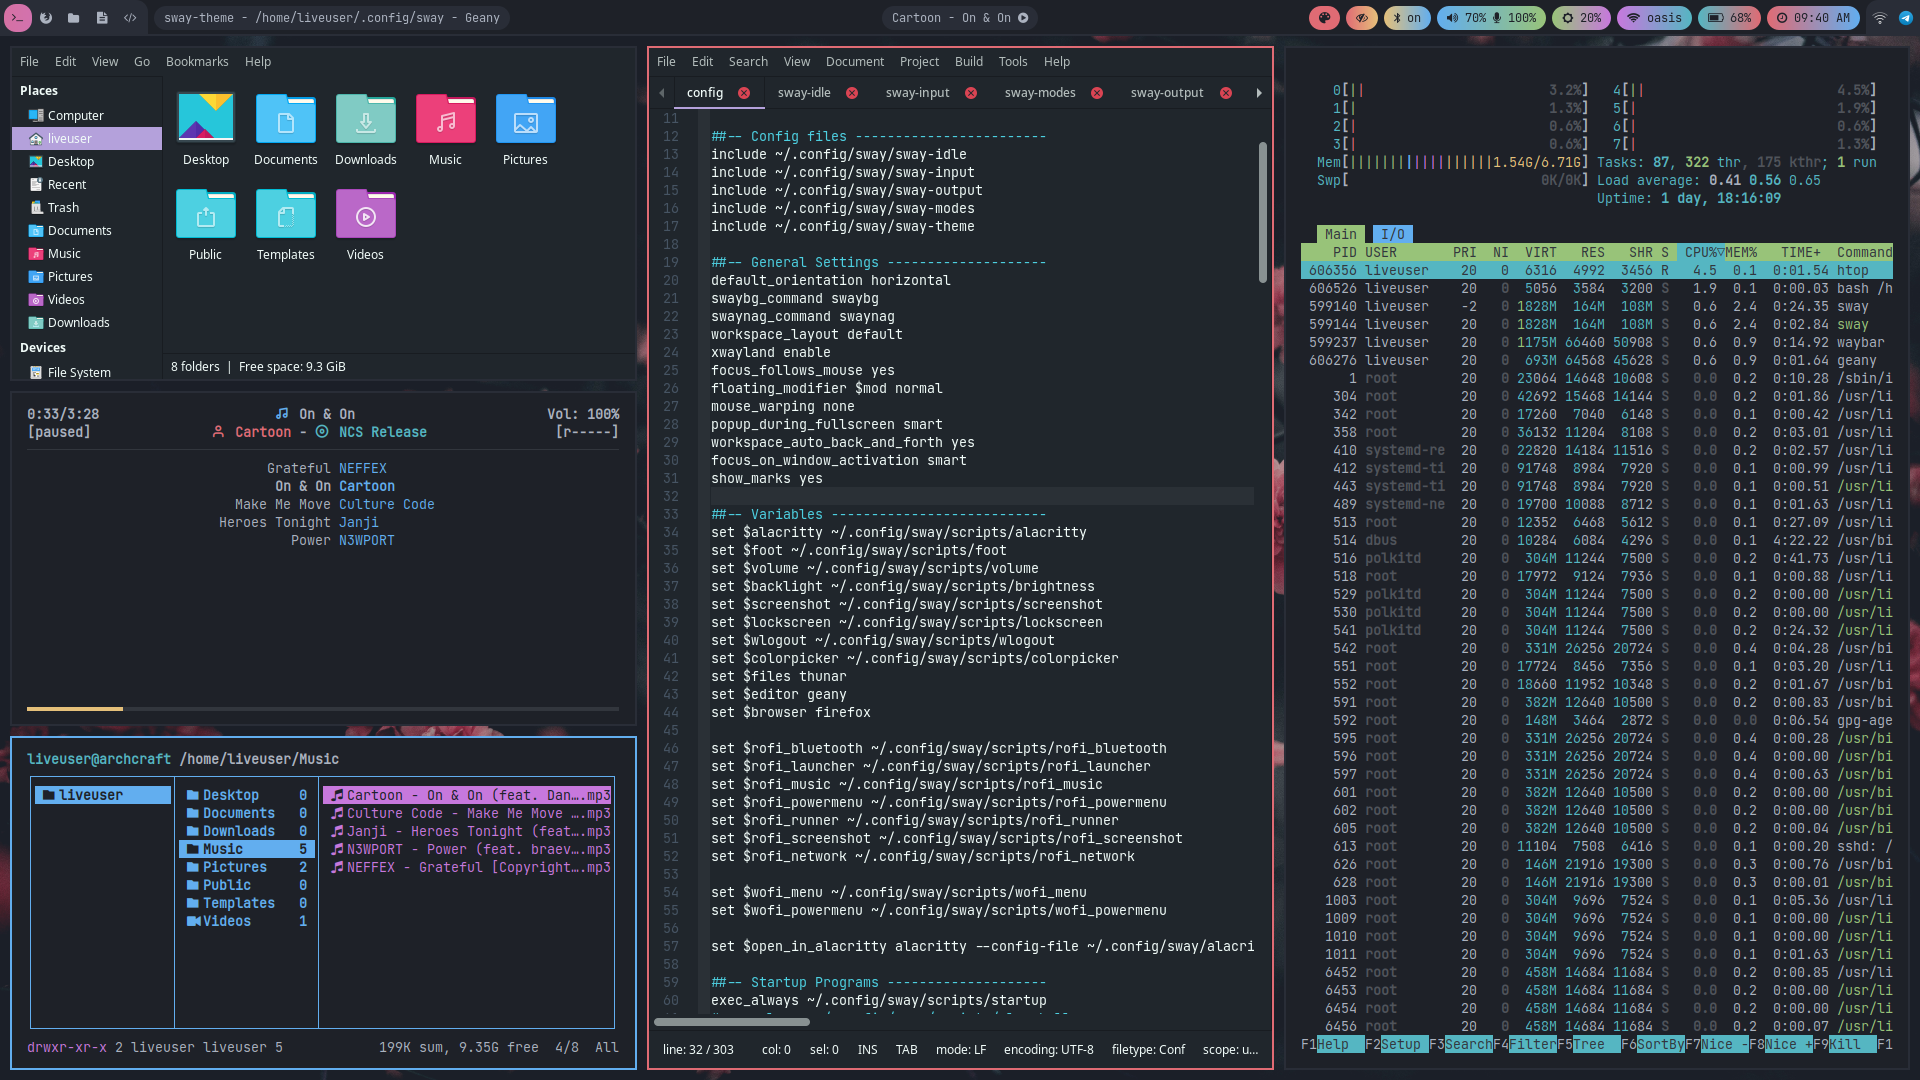 sway-theme - /home/liveuser/.config/sway - Geany
Cartoon - On & On
on
70% 100%
20%
oasis
68%
09:40 AM
File Edit View Go Bookmarks Help
Places
Computer
liveuser
Desktop
Recent
Trash
Documents
Music
Pictures
Videos
Downloads
Devices
File System
Desktop Documents Downloads Music Pictures
Public Templates Videos
8 folders | Free space: 9.3 GiB
0:33/3:28 On & On Vol: 100%
[paused] Cartoon - NCS Release [r-----]
Grateful NEFFEX
On & On Cartoon
Make Me Move Culture Code
Heroes Tonight Janji
Power N3WPORT
liveuser@archcraft /home/liveuser/Music
liveuser
Desktop 0
Documents 0
Downloads 0
Music 5
Pictures 2
Public 0
Templates 0
Videos 1
Cartoon - On & On (feat. Dan….mp3
Culture Code - Make Me Move ….mp3
Janji - Heroes Tonight (feat….mp3
N3WPORT - Power (feat. braev….mp3
NEFFEX - Grateful [Copyright….mp3
drwxr-xr-x 2 liveuser liveuser 5 199K sum, 9.35G free 4/8 All
File Edit Search View Document Project Build Tools Help
config sway-idle sway-input sway-modes sway-output
11
12 ##-- Config files ------------------------
13 include ~/.config/sway/sway-idle
14 include ~/.config/sway/sway-input
15 include ~/.config/sway/sway-output
16 include ~/.config/sway/sway-modes
17 include ~/.config/sway/sway-theme
18
19 ##-- General Settings --------------------
20 default_orientation horizontal
21 swaybg_command swaybg
22 swaynag_command swaynag
23 workspace_layout default
24 xwayland enable
25 focus_follows_mouse yes
26 floating_modifier $mod normal
27 mouse_warping none
28 popup_during_fullscreen smart
29 workspace_auto_back_and_forth yes
30 focus_on_window_activation smart
31 show_marks yes
32
33 ##-- Variables ---------------------------
34 set $alacritty ~/.config/sway/scripts/alacritty
35 set $foot ~/.config/sway/scripts/foot
36 set $volume ~/.config/sway/scripts/volume
37 set $backlight ~/.config/sway/scripts/brightness
38 set $screenshot ~/.config/sway/scripts/screenshot
39 set $lockscreen ~/.config/sway/scripts/lockscreen
40 set $wlogout ~/.config/sway/scripts/wlogout
41 set $colorpicker ~/.config/sway/scripts/colorpicker
42 set $files thunar
43 set $editor geany
44 set $browser firefox
45
46 set $rofi_bluetooth ~/.config/sway/scripts/rofi_bluetooth
47 set $rofi_launcher ~/.config/sway/scripts/rofi_launcher
48 set $rofi_music ~/.config/sway/scripts/rofi_music
49 set $rofi_powermenu ~/.config/sway/scripts/rofi_powermenu
50 set $rofi_runner ~/.config/sway/scripts/rofi_runner
51 set $rofi_screenshot ~/.config/sway/scripts/rofi_screenshot
52 set $rofi_network ~/.config/sway/scripts/rofi_network
53
54 set $wofi_menu ~/.config/sway/scripts/wofi_menu
55 set $wofi_powermenu ~/.config/sway/scripts/wofi_powermenu
56
57 set $open_in_alacritty alacritty --config-file ~/.config/sway/alacri
58
59 ##-- Startup Programs --------------------
60 exec_always ~/.config/sway/scripts/startup
line: 32 / 303 col: 0 sel: 0 INS TAB mode: LF encoding: UTF-8 filetype: Conf scope: u...
0[|| 3.2%] 4[|| 4.5%]
1[| 1.3%] 5[| 1.9%]
2[| 0.6%] 6[| 0.6%]
3[| 0.6%] 7[| 1.3%]
Mem[||||||||||||||||||1.54G/6.71G] Tasks: 87, 322 thr, 175 kthr; 1 run
Swp[ 0K/0K] Load average: 0.41 0.56 0.65
Uptime: 1 day, 18:16:09
Main I/O
PID USER PRI NI VIRT RES SHR S CPU%▽MEM% TIME+ Command
606356 liveuser 20 0 6316 4992 3456 R 4.5 0.1 0:01.54 htop
606526 liveuser 20 0 5056 3584 3200 S 1.9 0.1 0:00.03 bash /h
599140 liveuser -2 0 1828M 164M 108M S 0.6 2.4 0:24.35 sway
599144 liveuser 20 0 1828M 164M 108M S 0.6 2.4 0:02.84 sway
599237 liveuser 20 0 1175M 66460 50908 S 0.6 0.9 0:14.92 waybar
606276 liveuser 20 0 693M 64568 45628 S 0.6 0.9 0:01.64 geany
1 root 20 0 23064 14648 10608 S 0.0 0.2 0:10.28 /sbin/i
304 root 20 0 42692 15468 14144 S 0.0 0.2 0:01.86 /usr/li
342 root 20 0 17260 7040 6148 S 0.0 0.1 0:00.42 /usr/li
358 root 20 0 36132 11204 8108 S 0.0 0.2 0:03.01 /usr/li
410 systemd-re 20 0 22820 14184 11516 S 0.0 0.2 0:02.57 /usr/li
412 systemd-ti 20 0 91748 8984 7920 S 0.0 0.1 0:00.99 /usr/li
443 systemd-ti 20 0 91748 8984 7920 S 0.0 0.1 0:00.51 /usr/li
489 systemd-ne 20 0 19700 10088 8712 S 0.0 0.1 0:01.63 /usr/li
513 root 20 0 12352 6468 5612 S 0.0 0.1 0:27.09 /usr/li
514 dbus 20 0 10284 6084 4296 S 0.0 0.1 4:22.22 /usr/bi
516 polkitd 20 0 304M 11244 7500 S 0.0 0.2 0:41.73 /usr/li
518 root 20 0 17972 9124 7936 S 0.0 0.1 0:00.88 /usr/li
529 polkitd 20 0 304M 11244 7500 S 0.0 0.2 0:00.00 /usr/li
530 polkitd 20 0 304M 11244 7500 S 0.0 0.2 0:00.00 /usr/li
541 polkitd 20 0 304M 11244 7500 S 0.0 0.2 0:24.32 /usr/li
542 root 20 0 331M 26256 20724 S 0.0 0.4 0:04.28 /usr/bi
551 root 20 0 17724 8456 7356 S 0.0 0.1 0:03.20 /usr/li
552 root 20 0 18660 11952 10348 S 0.0 0.2 0:01.67 /usr/bi
591 root 20 0 382M 12640 10500 S 0.0 0.2 0:00.83 /usr/bi
592 root 20 0 148M 3464 2872 S 0.0 0.0 0:06.54 gpg-age
595 root 20 0 331M 26256 20724 S 0.0 0.4 0:00.28 /usr/bi
596 root 20 0 331M 26256 20724 S 0.0 0.4 0:00.00 /usr/bi
597 root 20 0 331M 26256 20724 S 0.0 0.4 0:00.63 /usr/bi
601 root 20 0 382M 12640 10500 S 0.0 0.2 0:00.00 /usr/bi
602 root 20 0 382M 12640 10500 S 0.0 0.2 0:00.00 /usr/bi
605 root 20 0 382M 12640 10500 S 0.0 0.2 0:00.04 /usr/bi
613 root 20 0 11104 7508 6416 S 0.0 0.1 0:00.20 sshd: /
626 root 20 0 146M 21916 19300 S 0.0 0.3 0:00.76 /usr/bi
628 root 20 0 146M 21916 19300 S 0.0 0.3 0:00.01 /usr/bi
1003 root 20 0 304M 9696 7524 S 0.0 0.1 0:05.36 /usr/li
1009 root 20 0 304M 9696 7524 S 0.0 0.1 0:00.00 /usr/li
1010 root 20 0 304M 9696 7524 S 0.0 0.1 0:00.00 /usr/li
1011 root 20 0 304M 9696 7524 S 0.0 0.1 0:01.63 /usr/li
6452 root 20 0 458M 14684 11684 S 0.0 0.2 0:00.85 /usr/li
6453 root 20 0 458M 14684 11684 S 0.0 0.2 0:00.00 /usr/li
6454 root 20 0 458M 14684 11684 S 0.0 0.2 0:00.00 /usr/li
6456 root 20 0 458M 14684 11684 S 0.0 0.2 0:00.07 /usr/li
F1Help F2Setup F3SearchF4FilterF5Tree F6SortByF7Nice -F8Nice +F9Kill F1